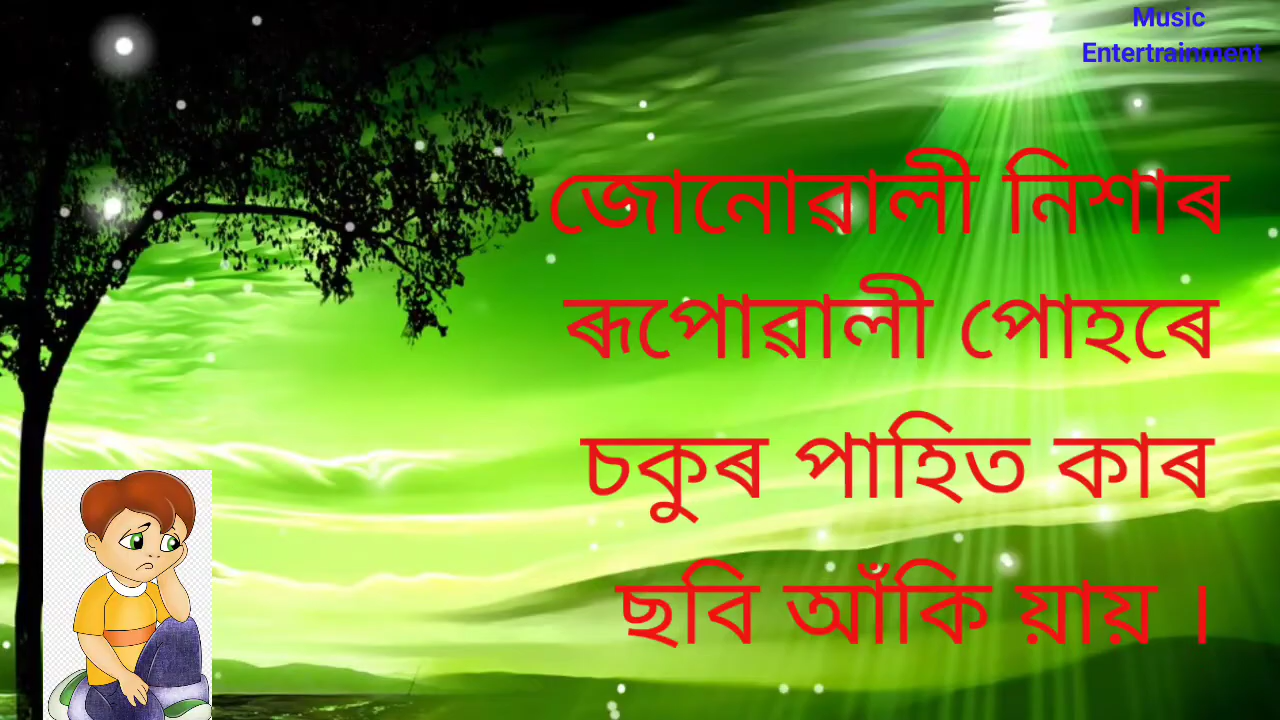 Music
Entertrainment
জোনোৱালী নিশাৰ
ৰূপোৱালী পোহৰে
চকুৰ পাহিত কাৰ
ছবি আঁকি য়ায় ।